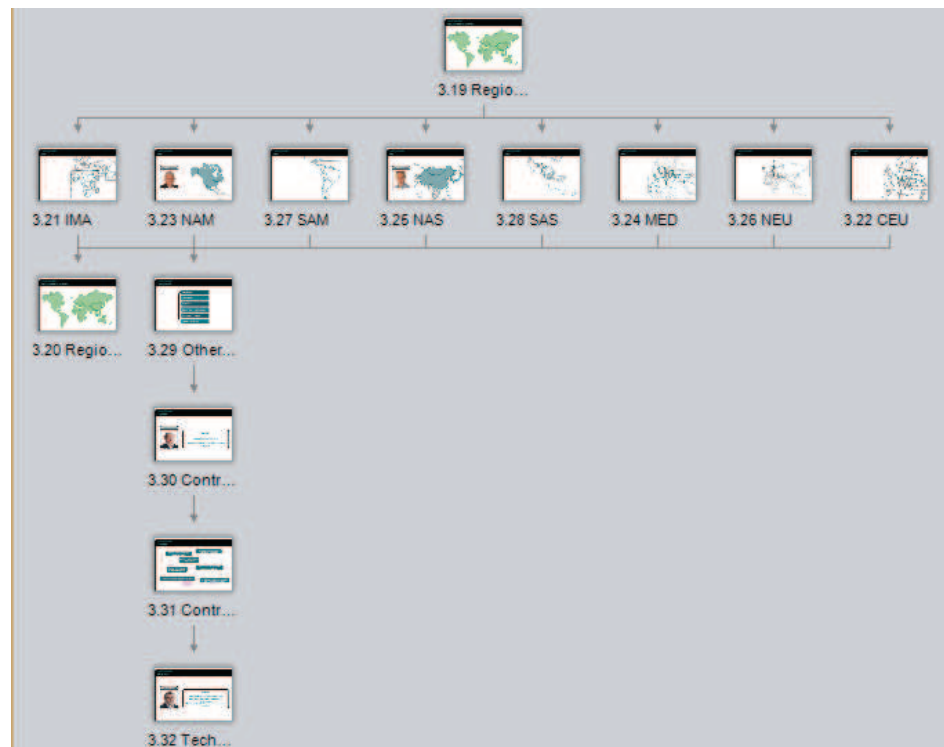 3.19 Regio...
3.21 IMA
3.23 NAM
3.27 SAM
3.26 NAS
3.28 SAS
3.24 MED
3.26 NEU
3.22 CEU
3.20 Regio...
3.29 Other...
3.30 Contr...
3.31 Contr...
3.32 Tech...